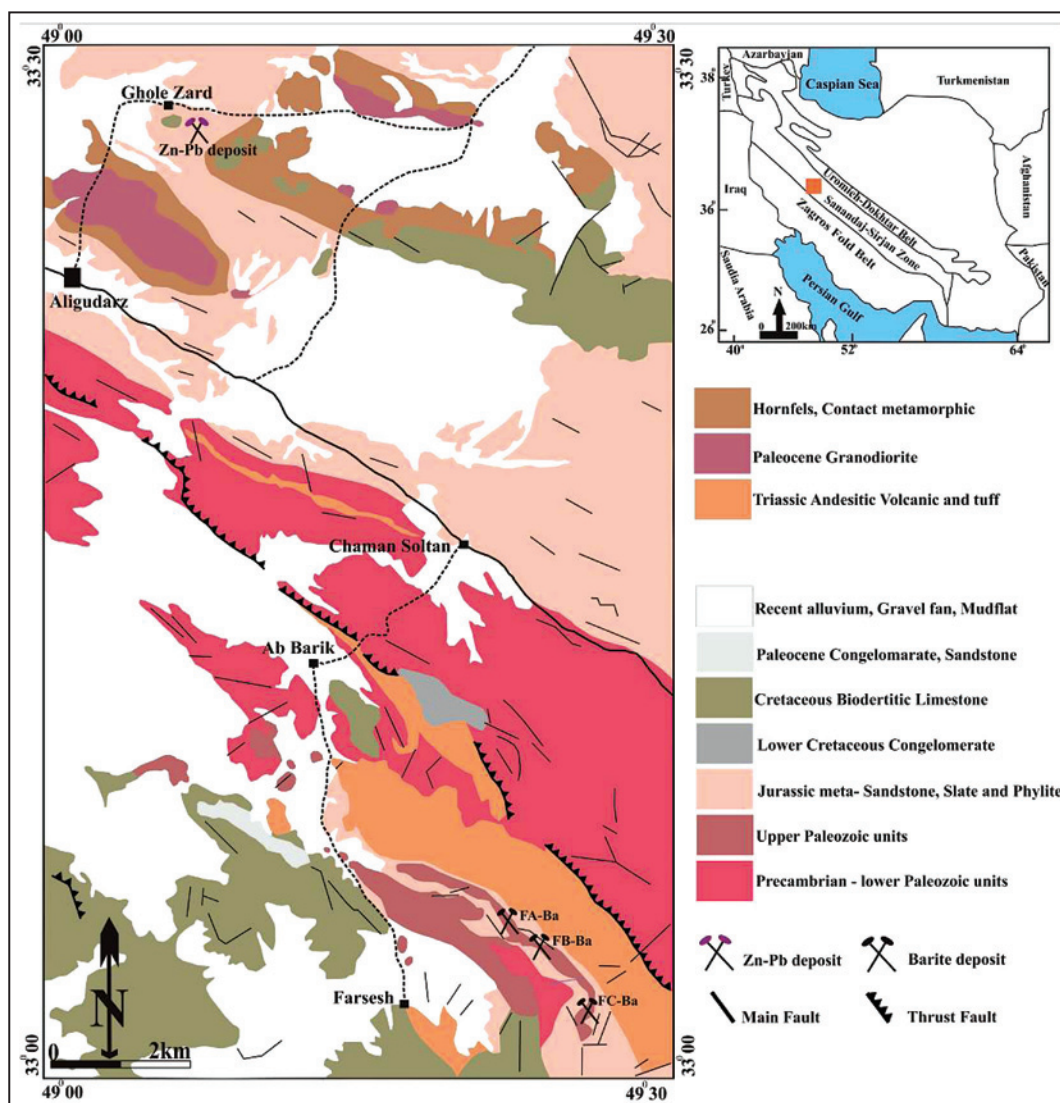 49°00
49°30
33°30
33°30
Ghole Zard
Zn-Pb deposit
Aligudarz
Chaman Soltan
Ab Barik
FA-Ba
FB-Ba
FC-Ba
Farsesh
N
0 2km
33°00
33°00
49°00
49°30
38°
Turkey
Azarbayjan
Caspian Sea
Turkmenistan
Iraq
36°
Uromieh-Dokhtar Belt
Sanandaj-Sirjan Zone
Zagros Fold Belt
Afghanistan
Pakistan
Saudia Arabia
Persian Gulf
N
0 200km
26°
40°
52°
64°
Hornfels, Contact metamorphic
Paleocene Granodiorite
Triassic Andesitic Volcanic and tuff
Recent alluvium, Gravel fan, Mudflat
Paleocene Congelomarate, Sandstone
Cretaceous Biodertitic Limestone
Lower Cretaceous Congelomerate
Jurassic meta- Sandstone, Slate and Phylite
Upper Paleozoic units
Precambrian - lower Paleozoic units
Zn-Pb deposit
Barite deposit
Main Fault
Thrust Fault